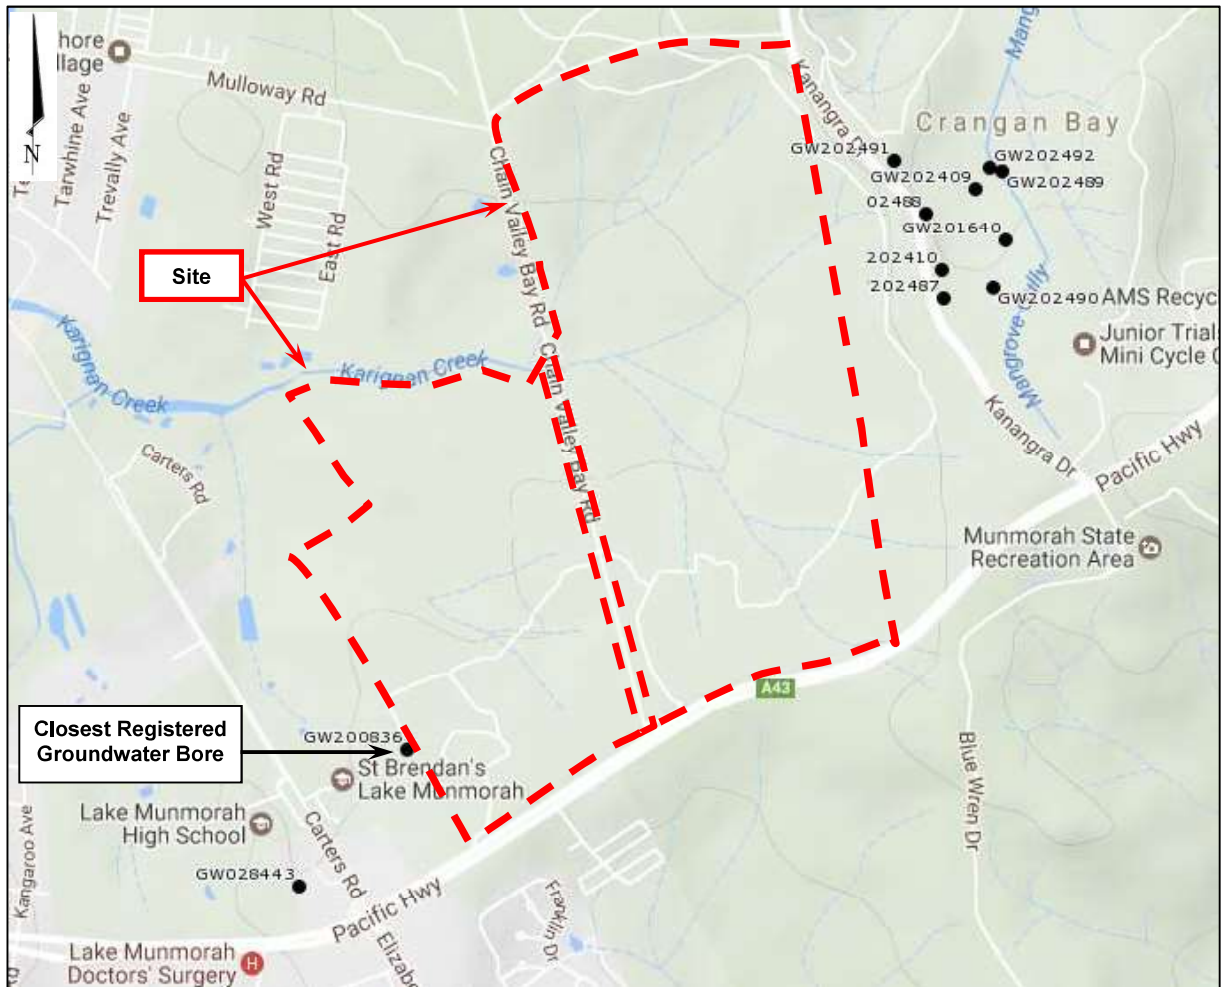 hore
llage
Mulloway Rd
Tarwhine Ave
Trevally Ave
N
West Rd
East Rd
Chain Valley Bay Rd
Kanangra Dr
Crangan Bay
GW202491
GW202492
GW202409
GW202489
02488
GW201640
202410
202487
GW202490
AMS Recyc
Junior Trials
Mini Cycle
Mangrove Gully
Mang
Site
Karignan Creek
Karignan Creek
Chain Valley Bay Rd
Carters Rd
Kanangra Dr
Pacific Hwy
Munmorah State
Recreation Area
A43
Closest Registered
Groundwater Bore
GW200836
St Brendan's
Lake Munmorah
Lake Munmorah
High School
Blue Wren Dr
Kangaroo Ave
Carters Rd
GW028443
Pacific Hwy
Franklin Dr
Elizabe
Lake Munmorah
Doctors' Surgery
H
Rd